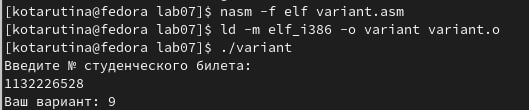 [kotarutina@fedora lab07]$ nasm -f elf variant.asm
[kotarutina@fedora lab07]$ ld -m elf_i386 -o variant variant.o
[kotarutina@fedora lab07]$ ./variant
Введите № студенческого билета:
1132226528
Ваш вариант: 9